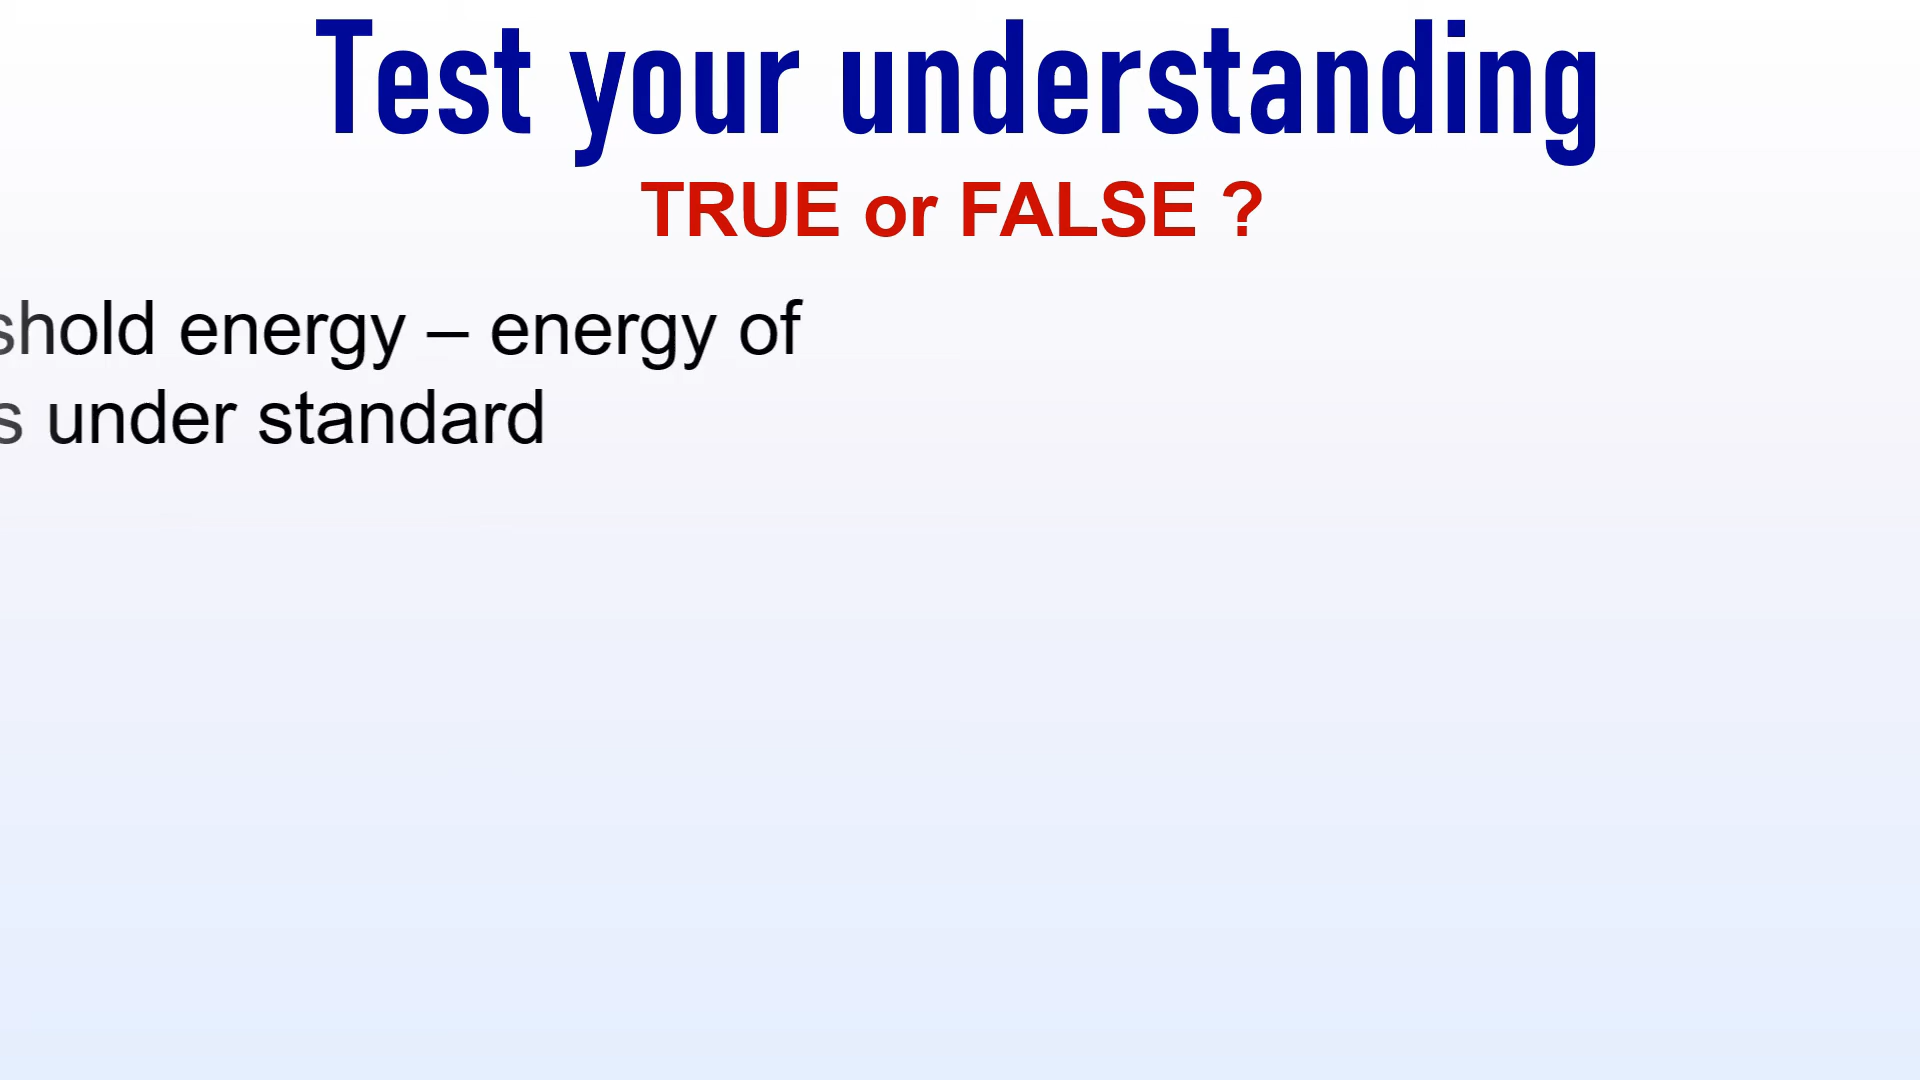 Test your understanding
TRUE or FALSE ?
shold energy – energy of
s under standard